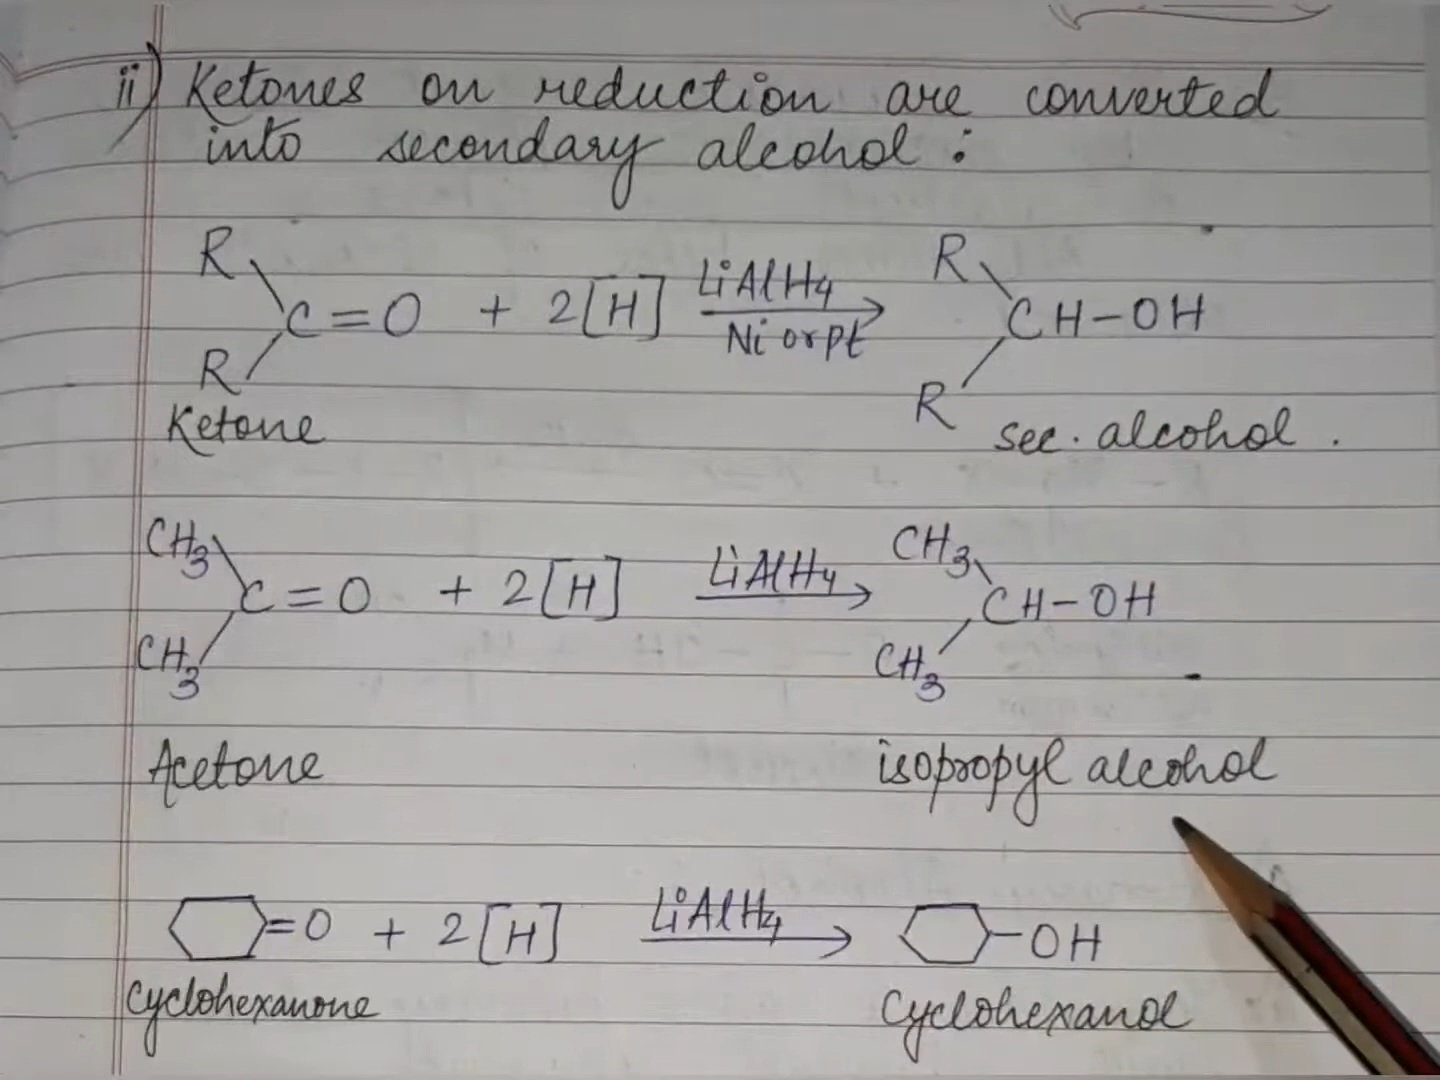 ii) Ketones on reduction are converted
into secondary alcohol :
R
R
C=O + 2[H] LiAlH4 Ni or Pt → R
R
CH-OH
Ketone sec. alcohol .
CH3
CH3
C=O + 2[H] LiAlH4 → CH3
CH3
CH-OH
Acetone isopropyl alcohol
=O + 2[H] LiAlH4 → -OH
Cyclohexanone Cyclohexanol